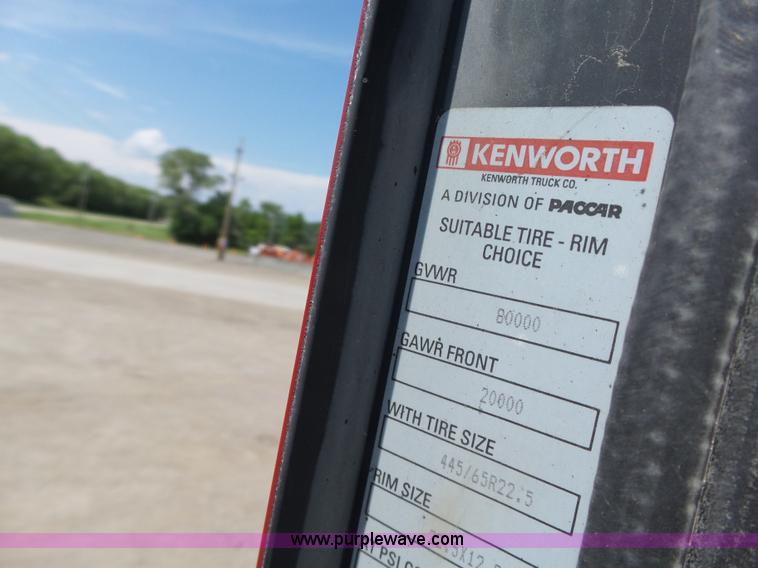 KENWORTH
KENWORTH TRUCK CO.
A DIVISION OF PACCAR
SUITABLE TIRE - RIM
CHOICE
GVWR
80000
GAWR FRONT
20000
WITH TIRE SIZE
445/65R22.5
RIM SIZE
www.purplewave.com